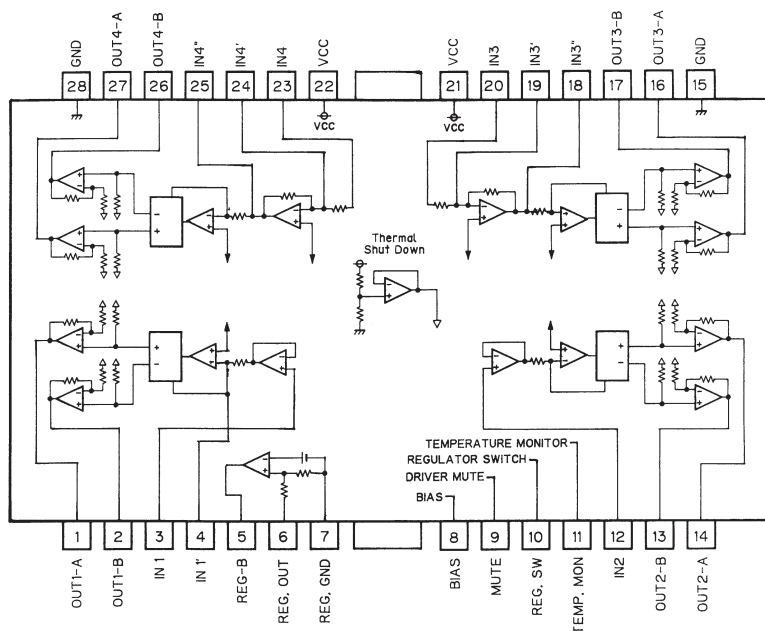 GND
OUT4-A
OUT4-B
IN4"
IN4'
IN4
VCC
VCC
IN3
IN3'
IN3"
OUT3-B
OUT3-A
GND
28
27
26
25
24
23
22
21
20
19
18
17
16
15
VCC
VCC
Thermal
Shut Down
TEMPERATURE MONITOR
REGULATOR SWITCH
DRIVER MUTE
BIAS
1
2
3
4
5
6
7
8
9
10
11
12
13
14
OUT1-A
OUT1-B
IN 1
IN 1'
REG-B
REG, OUT
REG, GND
BIAS
MUTE
REG, SW
TEMP, MON
IN2
OUT2-B
OUT2-A